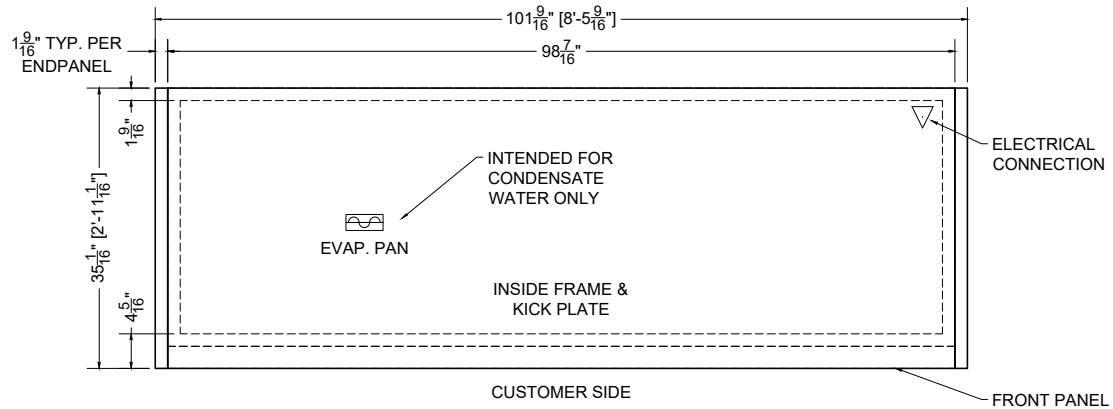 101 9/16" [8'-5 9/16"]
1 9/16" TYP. PER
ENDPANEL
98 7/16"
1 9/16"
35 1/16" [2'-11 1/16"]
4 5/16"
INTENDED FOR
CONDENSATE
WATER ONLY
EVAP. PAN
ELECTRICAL
CONNECTION
INSIDE FRAME &
KICK PLATE
CUSTOMER SIDE
FRONT PANEL